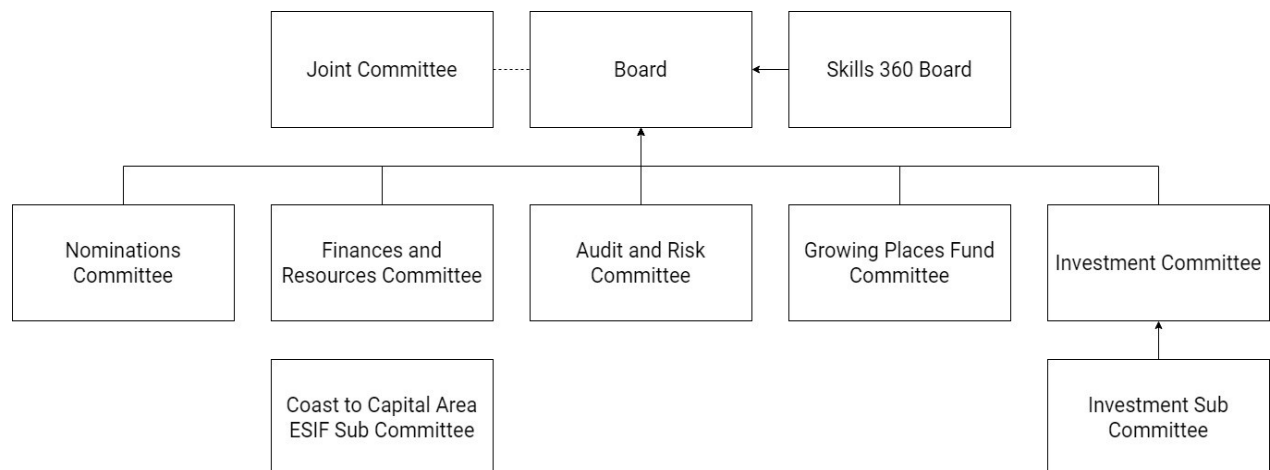 Joint Committee
Board
Skills 360 Board
Nominations
Committee
Finances and
Resources Committee
Audit and Risk
Committee
Growing Places Fund
Committee
Investment Committee
Coast to Capital Area
ESIF Sub Committee
Investment Sub
Committee